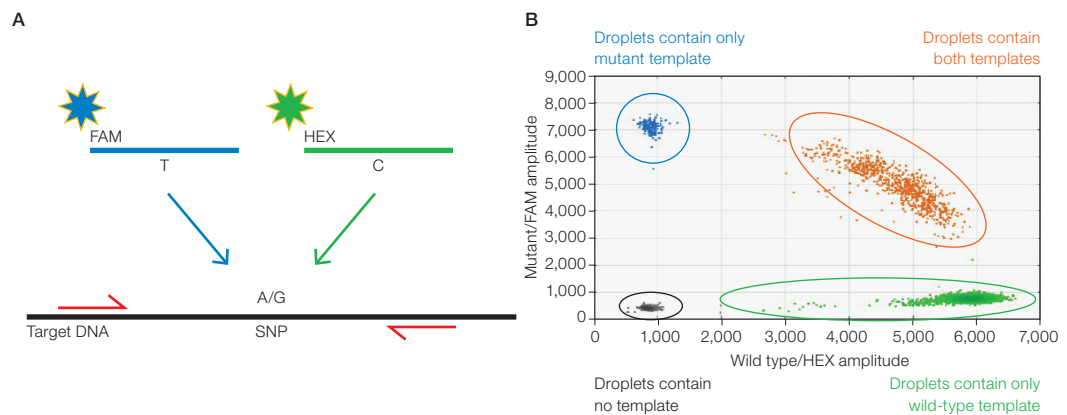 A
FAM
HEX
T
C
A/G
Target DNA
SNP
B
Droplets contain only
mutant template
Droplets contain
both templates
Mutant/FAM amplitude
9,000
8,000
7,000
6,000
5,000
4,000
3,000
2,000
1,000
0
0 1,000 2,000 3,000 4,000 5,000 6,000 7,000
Wild type/HEX amplitude
Droplets contain
no template
Droplets contain only
wild-type template